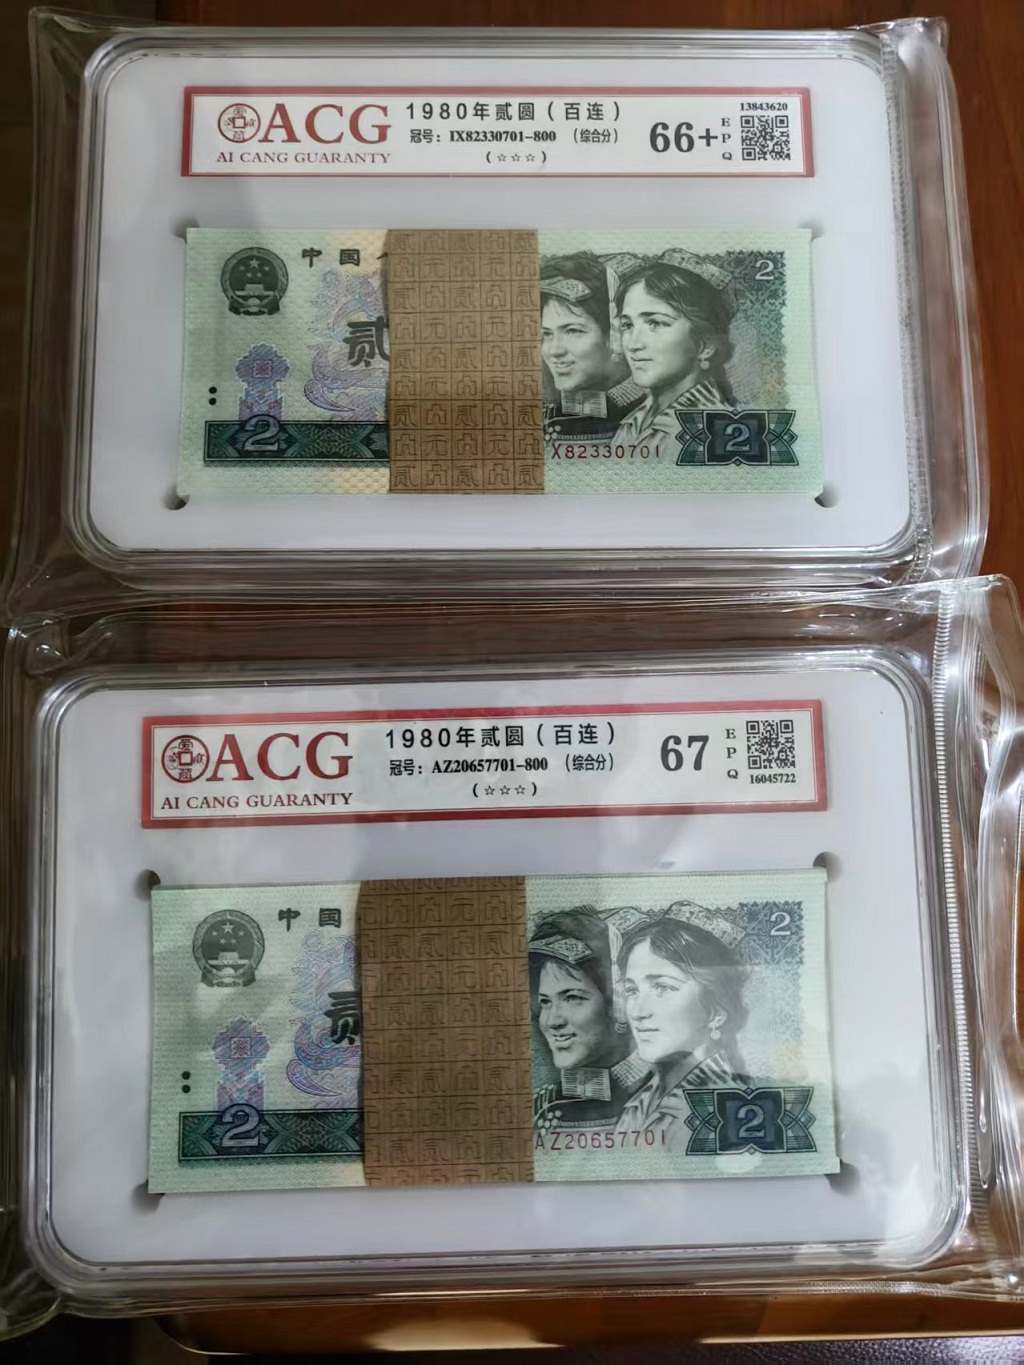 ACG
AI CANG GUARANTY
1980年贰圆（百连）
冠号：IX82330701-800 （综合分）
（☆☆☆）
66+
EPQ
13843620
中国
贰
2
2
X82330701
2
ACG
AI CANG GUARANTY
1980年贰圆（百连）
冠号：AZ20657701-800 （综合分）
（☆☆☆）
67
EPQ
16045722
中国
贰
2
2
AZ20657701
2